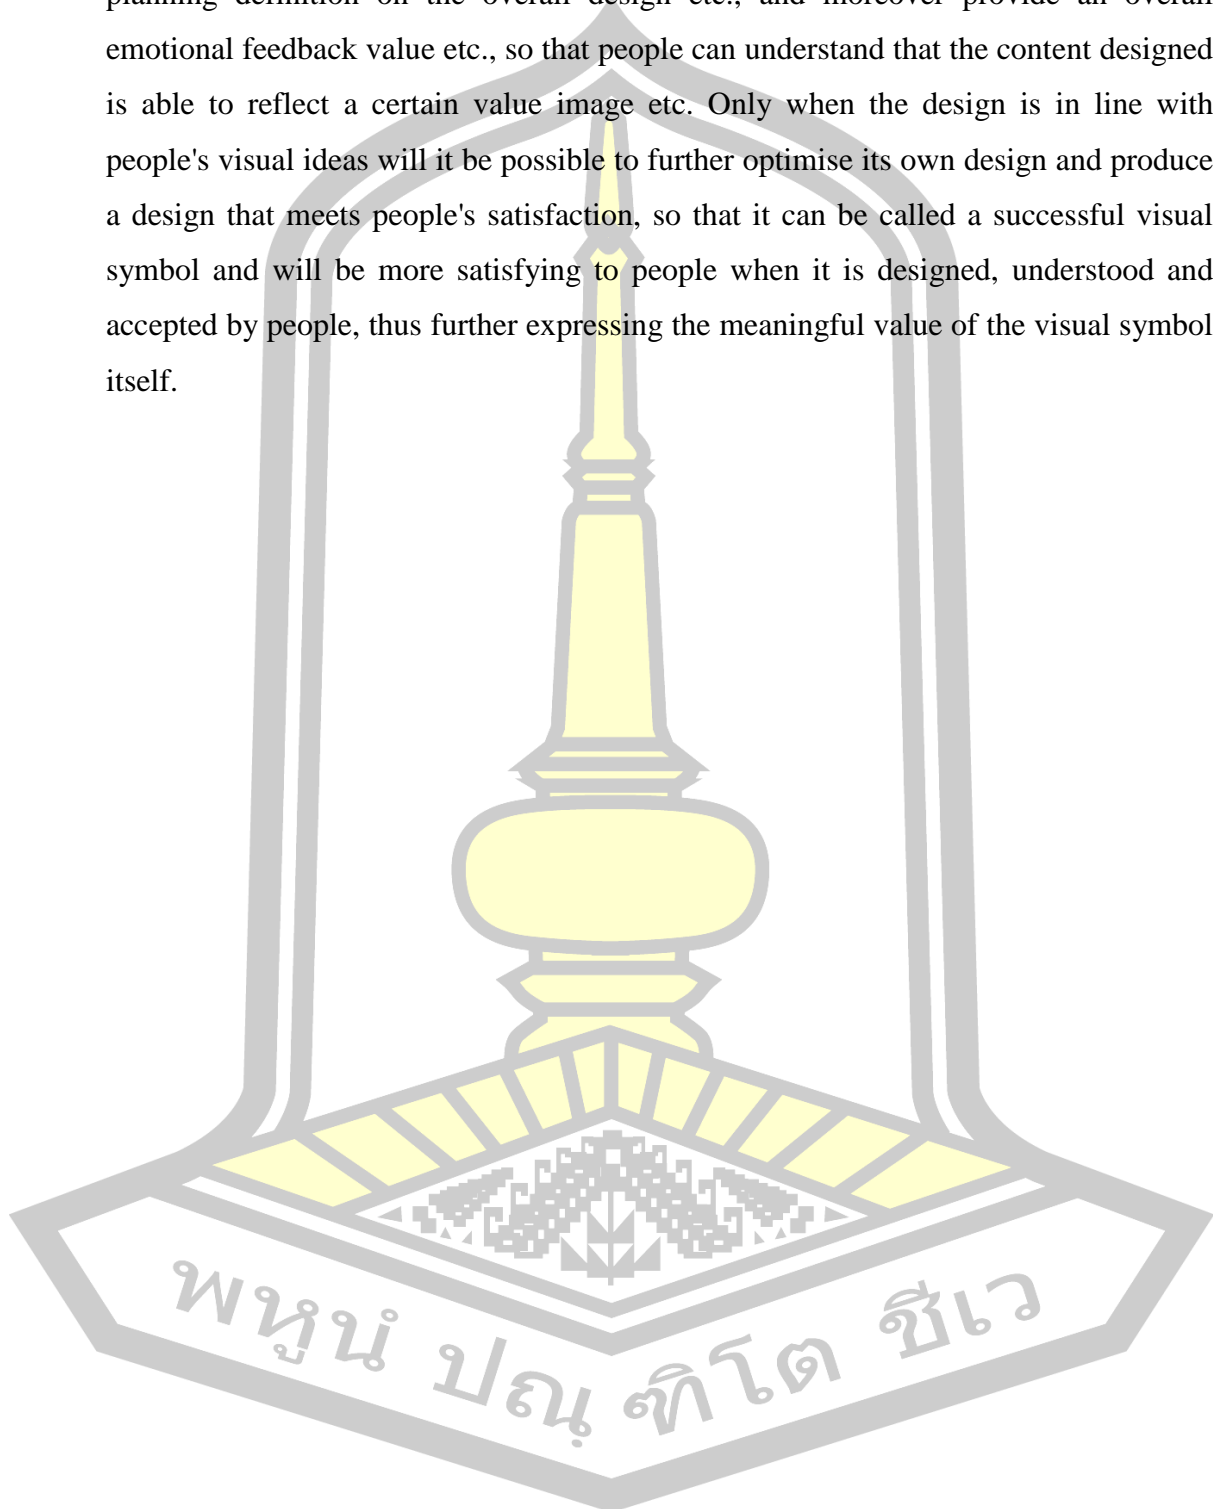 planning definition on the overall design etc., and moreover provide an overall
emotional feedback value etc., so that people can understand that the content designed
is able to reflect a certain value image etc. Only when the design is in line with
people's visual ideas will it be possible to further optimise its own design and produce
a design that meets people's satisfaction, so that it can be called a successful visual
symbol and will be more satisfying to people when it is designed, understood and
accepted by people, thus further expressing the meaningful value of the visual symbol
itself.
พหูนํ ปณฺฑิโต ชีเว